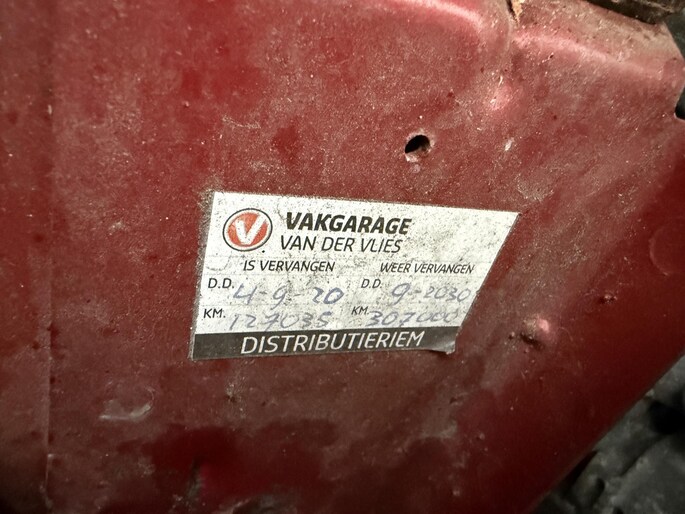 V VAKGARAGE
VAN DER VLIES
IS VERVANGEN WEER VERVANGEN
D.D. 4-9-20 D.D. 9-2030
KM. 127035 KM. 307000
DISTRIBUTIERIEM